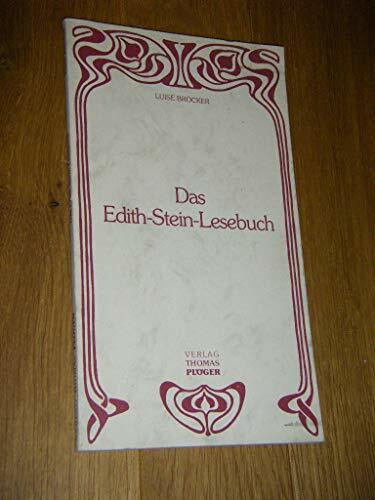 LUISE BRÖCKER
Das
Edith-Stein-Lesebuch
VERLAG
THOMAS
PLÖGER